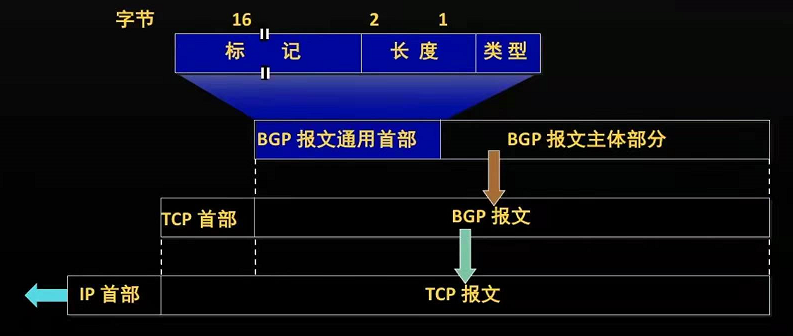 字节 16 2 1
标 记 长 度 类 型
BGP 报文通用首部 BGP 报文主体部分
TCP 首部 BGP 报文
IP 首部 TCP 报文